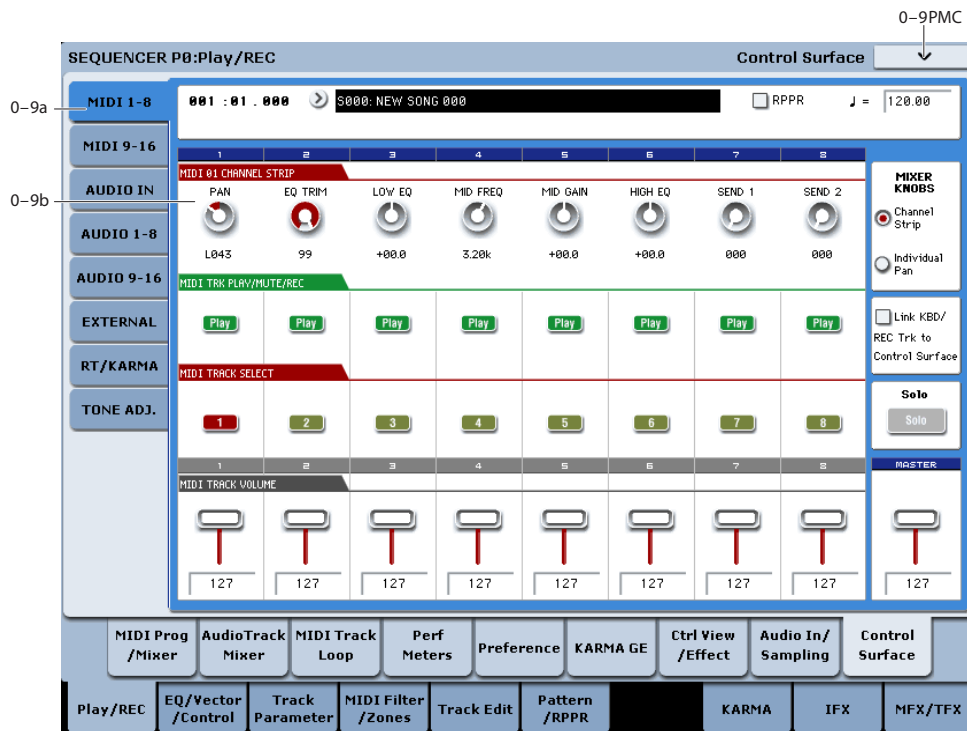 0–9PMC
SEQUENCER P0:Play/REC
Control Surface
0–9a
MIDI 1-8
001 :01 . 000
S000: NEW SONG 000
RPPR
♩ =
120.00
MIDI 9-16
1 2 3 4 5 6 7 8
MIDI 01 CHANNEL STRIP
MIXER
KNOBS
AUDIO IN
PAN EQ TRIM LOW EQ MID FREQ MID GAIN HIGH EQ SEND 1 SEND 2
0–9b
Channel
Strip
AUDIO 1-8
L043 99 +00.0 3.20k +00.0 +00.0 000 000
Individual
Pan
AUDIO 9-16
MIDI TRK PLAY/MUTE/REC
EXTERNAL
Play Play Play Play Play Play Play Play
Link KBD/
REC Trk to
Control Surface
RT/KARMA
MIDI TRACK SELECT
TONE ADJ.
1 2 3 4 5 6 7 8
Solo
Solo
1 2 3 4 5 6 7 8
MASTER
MIDI TRACK VOLUME
127 127 127 127 127 127 127 127 127
MIDI Prog
/Mixer
AudioTrack
Mixer
MIDI Track
Loop
Perf
Meters
Preference
KARMA GE
Ctrl View
/Effect
Audio In/
Sampling
Control
Surface
Play/REC
EQ/Vector
/Control
Track
Parameter
MIDI Filter
/Zones
Track Edit
Pattern
/RPPR
KARMA
IFX
MFX/TFX